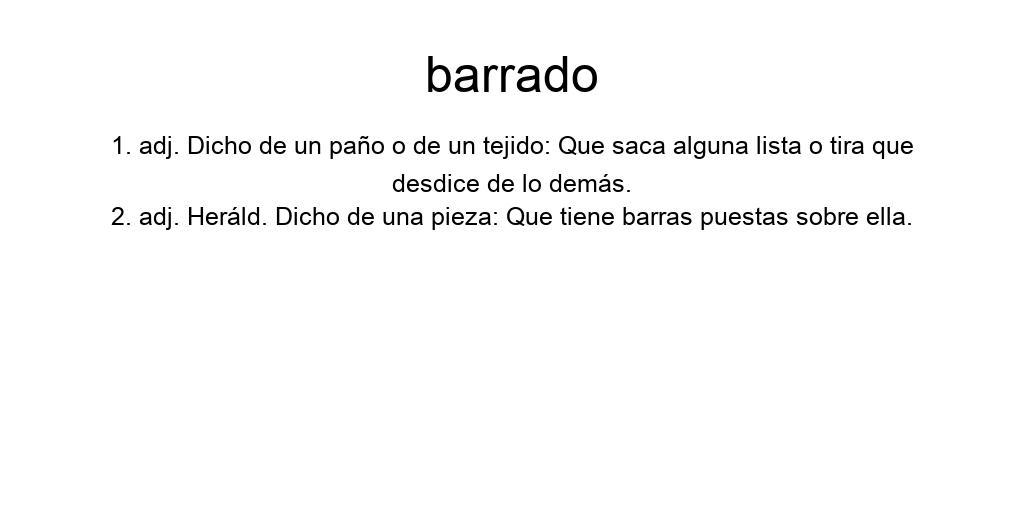 barrado
1. adj. Dicho de un paño o de un tejido: Que saca alguna lista o tira que
desdice de lo demás.
2. adj. Heráld. Dicho de una pieza: Que tiene barras puestas sobre ella.